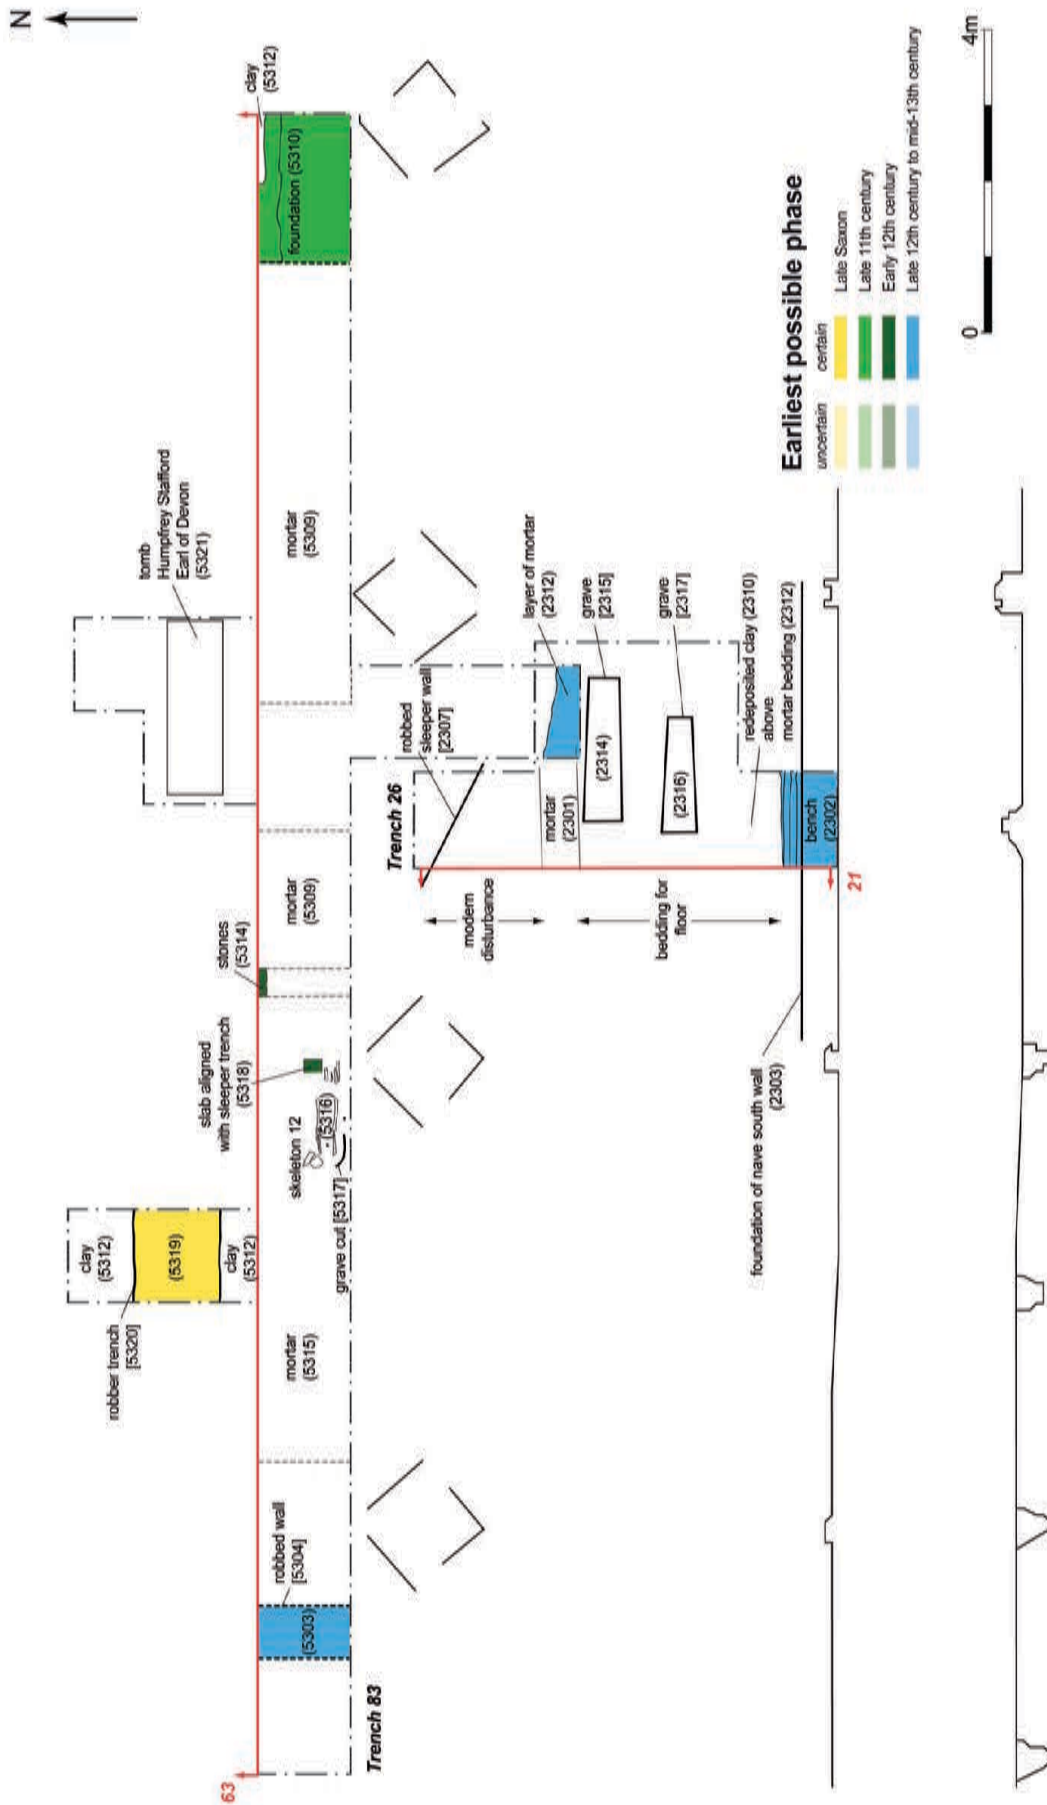 N
clay
(5312)
foundation (5310)
tomb
Humpfrey Stafford
Earl of Devon
(5321)
mortar
(5309)
mortar
(5309)
stones
(5314)
slab aligned
with sleeper trench
(5318)
skeleton 12
(5316)
grave cut [5317]
clay
(5312)
(5319)
clay
(5312)
robber trench
[5320]
mortar
(5315)
robbed wall
[5304]
(5303)
63
Trench 83
Trench 26
robbed
sleeper wall
[2307]
layer of mortar
(2312)
grave
[2315]
grave
[2317]
mortar
(2301)
(2314)
(2316)
redeposited clay (2310)
above
mortar bedding (2312)
bench
(2302)
21
modern
disturbance
bedding for
floor
foundation of nave south wall
(2303)
Earliest possible phase
uncertain certain
Late Saxon
Late 11th century
Early 12th century
Late 12th century to mid-13th century
0 4m